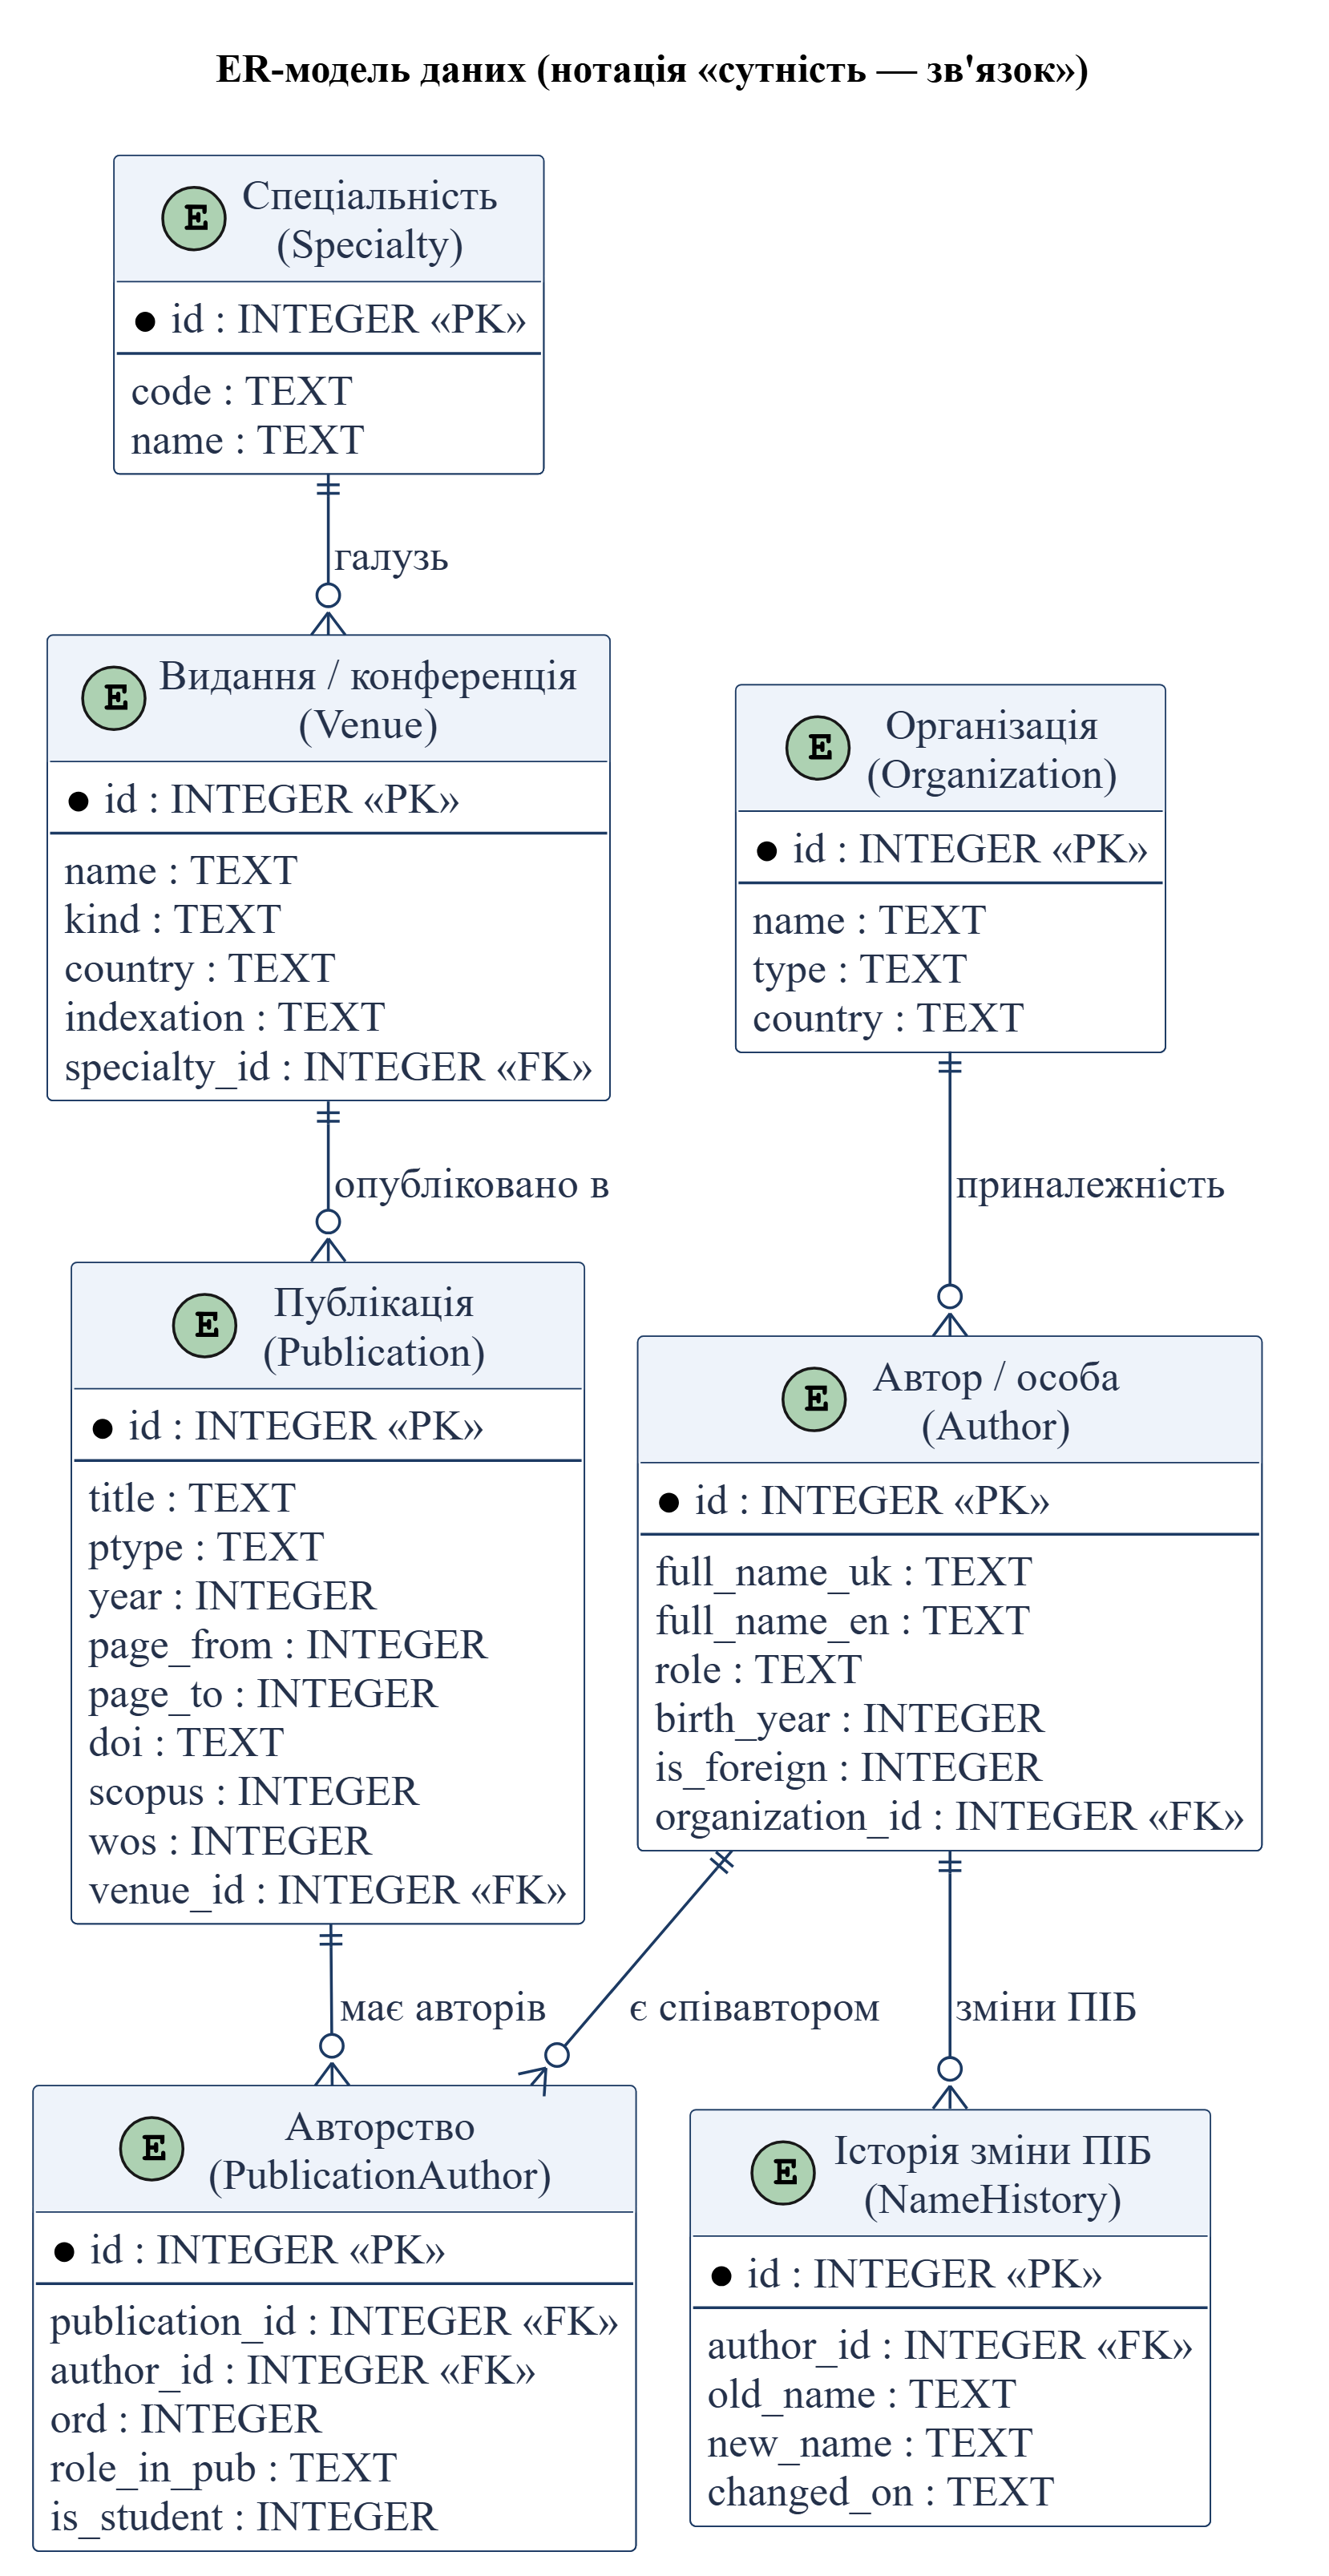 ER-модель даних (нотація «сутність — зв'язок»)
E
Спеціальність
(Specialty)
● id : INTEGER «PK»
code : TEXT
name : TEXT
галузь
E
Видання / конференція
(Venue)
● id : INTEGER «PK»
name : TEXT
kind : TEXT
country : TEXT
indexation : TEXT
specialty_id : INTEGER «FK»
E
Організація
(Organization)
● id : INTEGER «PK»
name : TEXT
type : TEXT
country : TEXT
опубліковано в
приналежність
E
Публікація
(Publication)
● id : INTEGER «PK»
title : TEXT
ptype : TEXT
year : INTEGER
page_from : INTEGER
page_to : INTEGER
doi : TEXT
scopus : INTEGER
wos : INTEGER
venue_id : INTEGER «FK»
E
Автор / особа
(Author)
● id : INTEGER «PK»
full_name_uk : TEXT
full_name_en : TEXT
role : TEXT
birth_year : INTEGER
is_foreign : INTEGER
organization_id : INTEGER «FK»
має авторів
є співавтором
зміни ПІБ
E
Авторство
(PublicationAuthor)
● id : INTEGER «PK»
publication_id : INTEGER «FK»
author_id : INTEGER «FK»
ord : INTEGER
role_in_pub : TEXT
is_student : INTEGER
E
Історія зміни ПІБ
(NameHistory)
● id : INTEGER «PK»
author_id : INTEGER «FK»
old_name : TEXT
new_name : TEXT
changed_on : TEXT